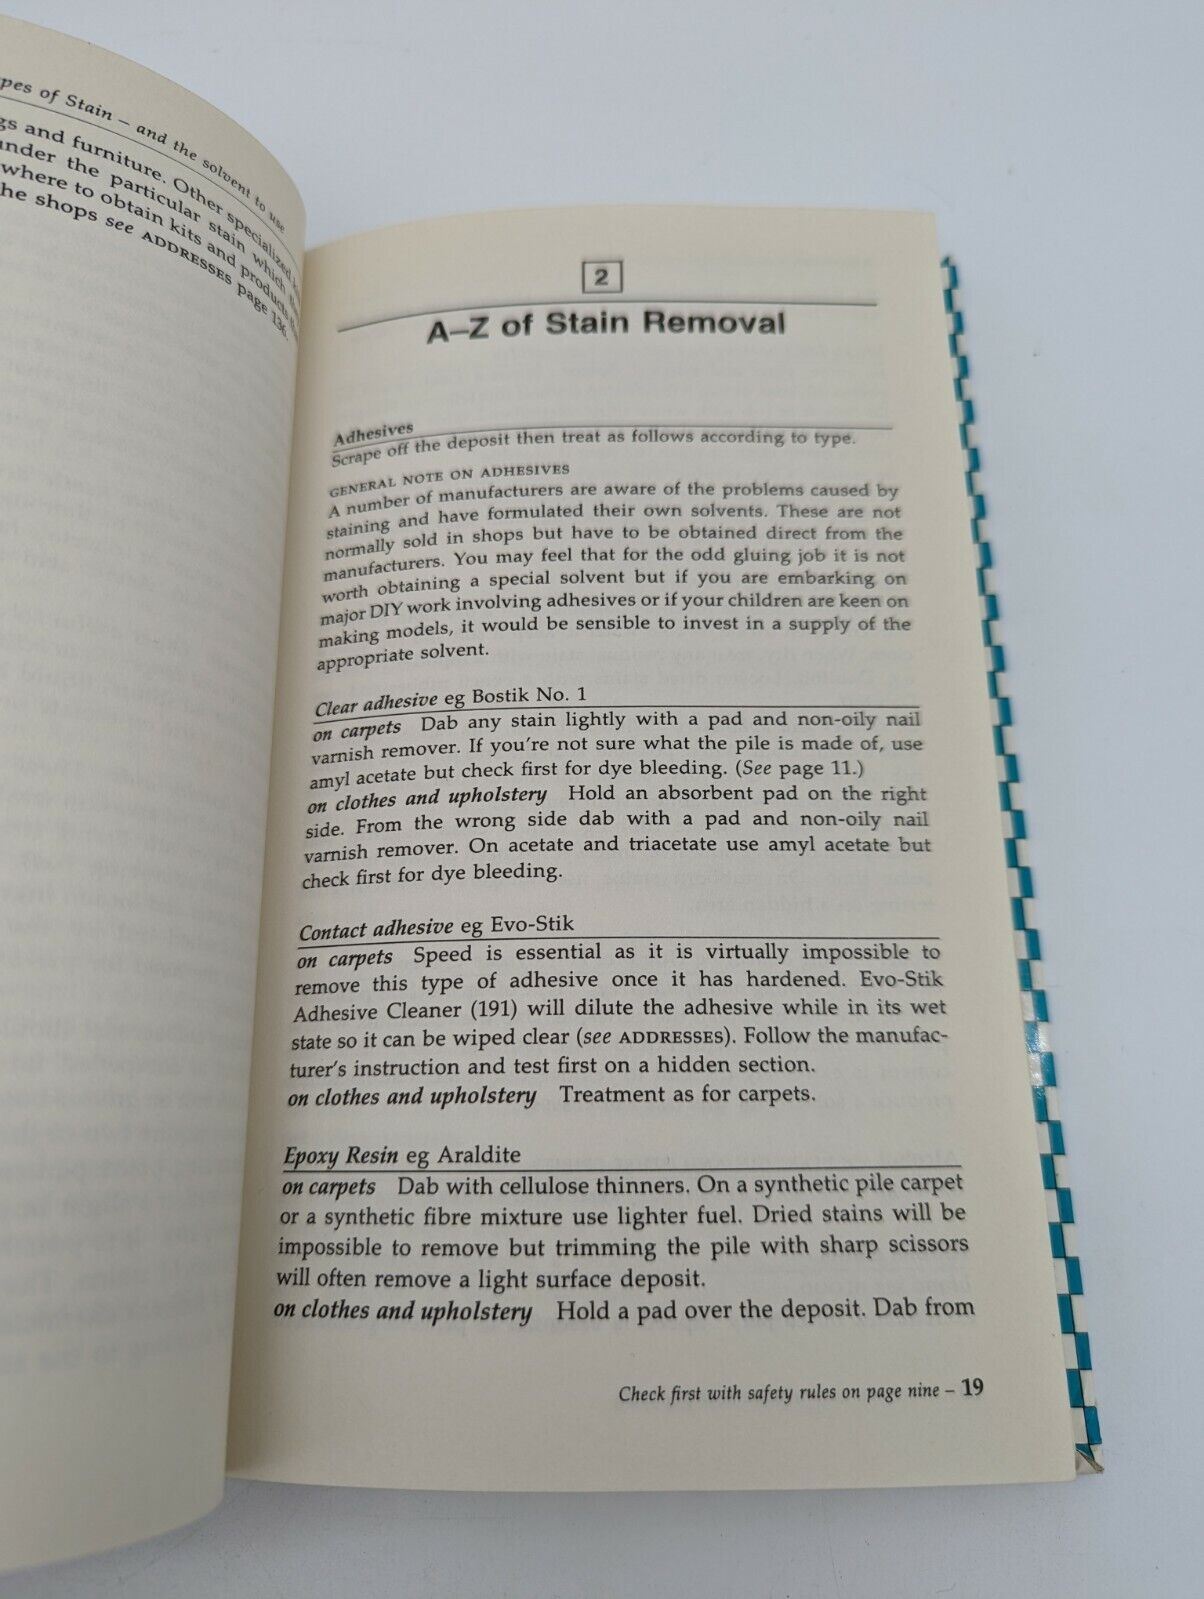 pes of Stain – and the solvent to use
gs and furniture. Other specialized
under the particular stain which
where to obtain kits and products
he shops see ADDRESSES page 136.
2
A–Z of Stain Removal
Adhesives
Scrape off the deposit then treat as follows according to type.
GENERAL NOTE ON ADHESIVES
A number of manufacturers are aware of the problems caused by
staining and have formulated their own solvents. These are not
normally sold in shops but have to be obtained direct from the
manufacturers. You may feel that for the odd gluing job it is not
worth obtaining a special solvent but if you are embarking on
major DIY work involving adhesives or if your children are keen on
making models, it would be sensible to invest in a supply of the
appropriate solvent.
Clear adhesive eg Bostik No. 1
on carpets Dab any stain lightly with a pad and non-oily nail
varnish remover. If you're not sure what the pile is made of, use
amyl acetate but check first for dye bleeding. (See page 11.)
on clothes and upholstery Hold an absorbent pad on the right
side. From the wrong side dab with a pad and non-oily nail
varnish remover. On acetate and triacetate use amyl acetate but
check first for dye bleeding.
Contact adhesive eg Evo-Stik
on carpets Speed is essential as it is virtually impossible to
remove this type of adhesive once it has hardened. Evo-Stik
Adhesive Cleaner (191) will dilute the adhesive while in its wet
state so it can be wiped clear (see ADDRESSES). Follow the manufac-
turer's instruction and test first on a hidden section.
on clothes and upholstery Treatment as for carpets.
Epoxy Resin eg Araldite
on carpets Dab with cellulose thinners. On a synthetic pile carpet
or a synthetic fibre mixture use lighter fuel. Dried stains will be
impossible to remove but trimming the pile with sharp scissors
will often remove a light surface deposit.
on clothes and upholstery Hold a pad over the deposit. Dab from
Check first with safety rules on page nine – 19